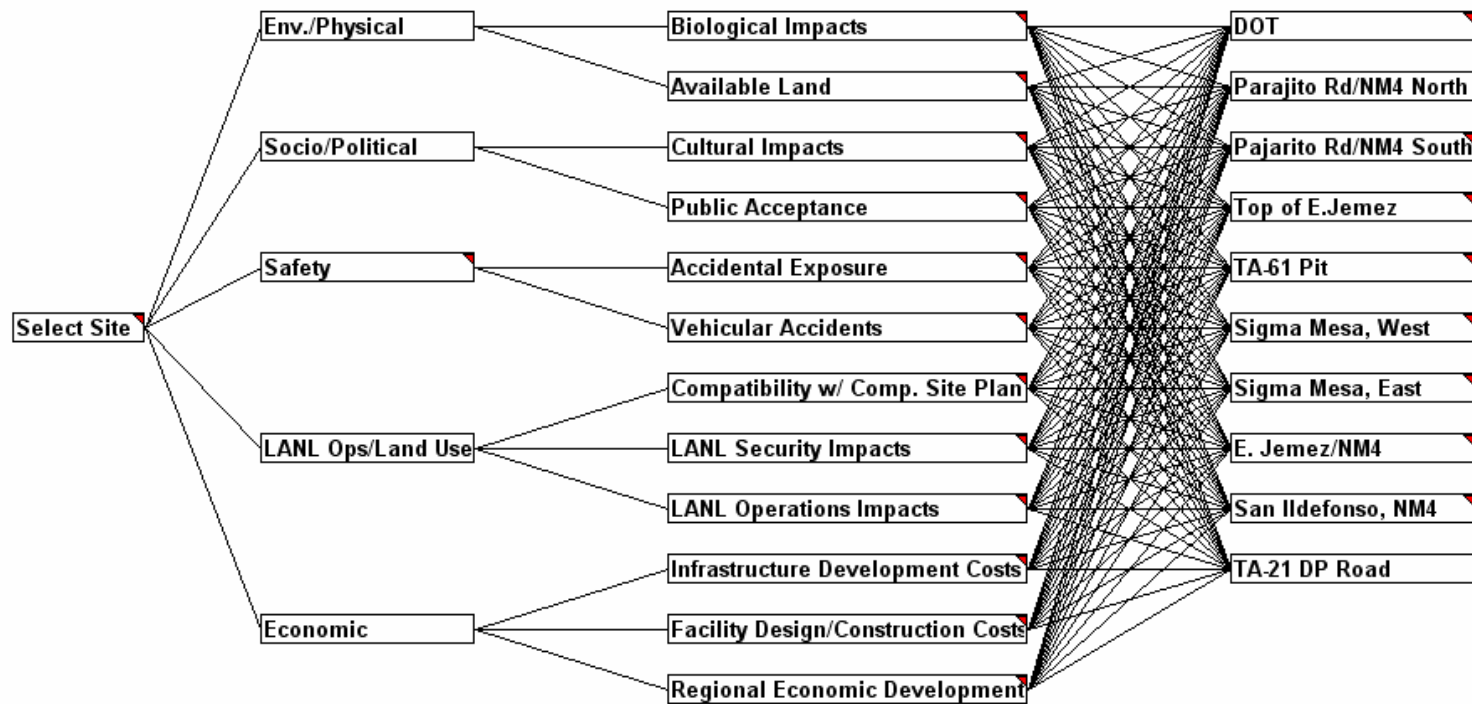 Select Site
Env./Physical
Socio/Political
Safety
LANL Ops/Land Use
Economic
Biological Impacts
Available Land
Cultural Impacts
Public Acceptance
Accidental Exposure
Vehicular Accidents
Compatibility w/ Comp. Site Plan
LANL Security Impacts
LANL Operations Impacts
Infrastructure Development Costs
Facility Design/Construction Costs
Regional Economic Development
DOT
Parajito Rd/NM4 North
Pajarito Rd/NM4 South
Top of E.Jemez
TA-61 Pit
Sigma Mesa, West
Sigma Mesa, East
E. Jemez/NM4
San Ildefonso, NM4
TA-21 DP Road